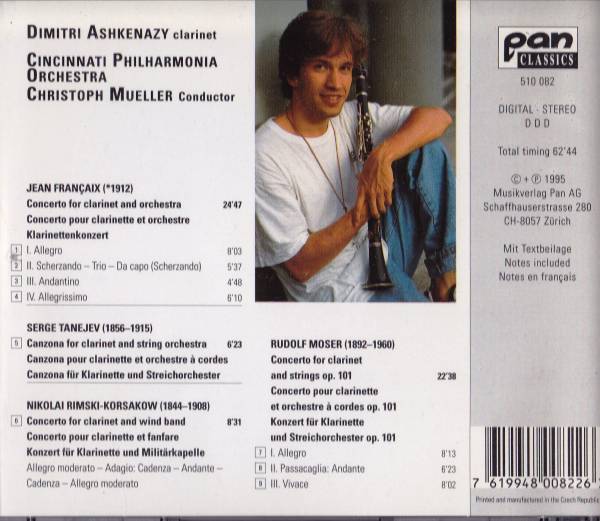 DIMITRI ASHKENAZY clarinet
CINCINNATI PHILHARMONIA
ORCHESTRA
CHRISTOPH MUELLER Conductor
JEAN FRANÇAIX (*1912)
Concerto for clarinet and orchestra 24'47
Concerto pour clarinette et orchestre
Klarinettenkonzert
1 I. Allegro 8'03
2 II. Scherzando – Trio – Da capo (Scherzando) 5'37
3 III. Andantino 4'48
4 IV. Allegrissimo 6'10
SERGE TANEJEV (1856–1915)
5 Canzona for clarinet and string orchestra 6'23
Canzona pour clarinette et orchestre à cordes
Canzona für Klarinette und Streichorchester
NIKOLAI RIMSKI-KORSAKOW (1844–1908)
6 Concerto for clarinet and wind band 8'31
Concerto pour clarinette et fanfare
Konzert für Klarinette und Militärkapelle
Allegro moderato – Adagio: Cadenza – Andante –
Cadenza – Allegro moderato
RUDOLF MOSER (1892–1960)
Concerto for clarinet
and strings op. 101 22'38
Concerto pour clarinette
et orchestre à cordes op. 101
Konzert für Klarinette
und Streichorchester op. 101
7 I. Allegro 8'13
8 II. Passacaglia: Andante 6'23
9 III. Vivace 8'02
pan
CLASSICS
510 082
DIGITAL · STEREO
D D D
Total timing 62'44
© + ℗ 1995
Musikverlag Pan AG
Schaffhauserstrasse 280
CH-8057 Zürich
Mit Textbeilage
Notes included
Notes en français
7 619948 008226
Printed and manufactured in the Czech Republic